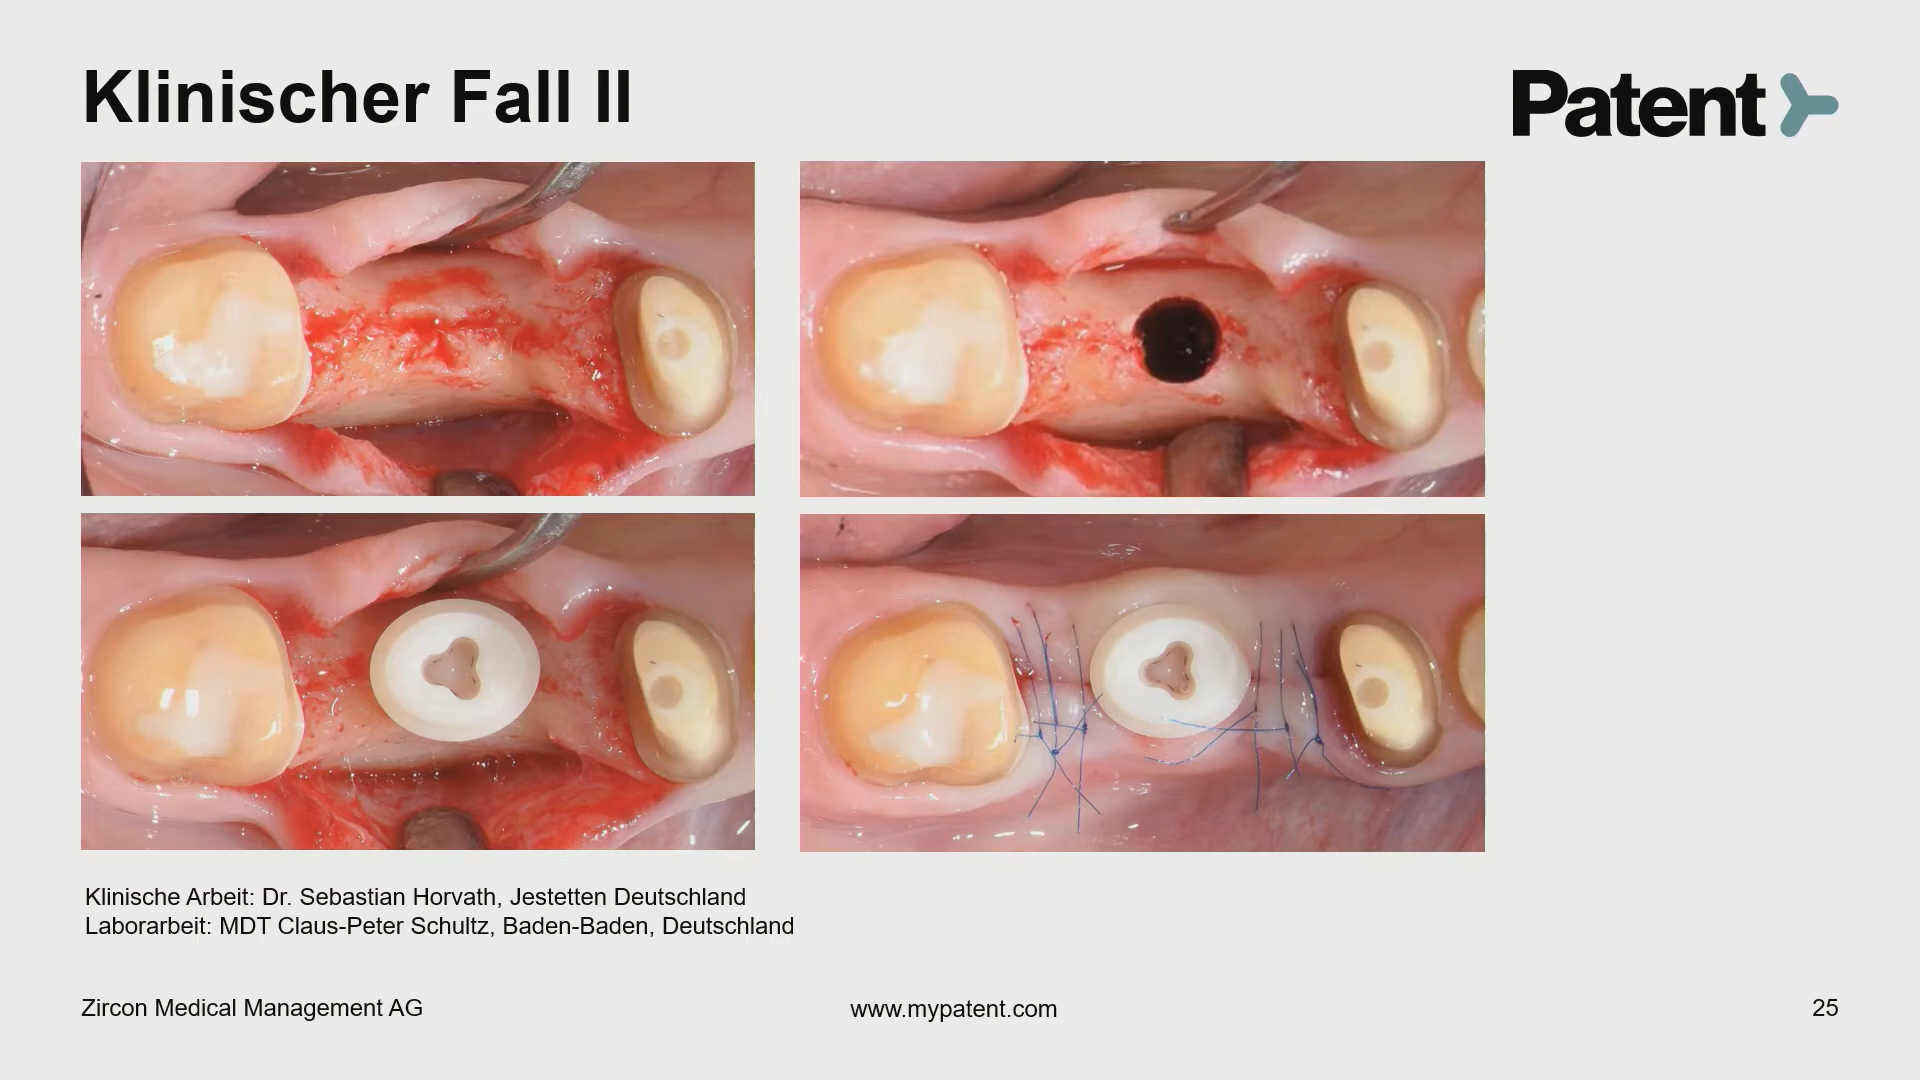 Klinischer Fall II
Patent
Klinische Arbeit: Dr. Sebastian Horvath, Jestetten Deutschland
Laborarbeit: MDT Claus-Peter Schultz, Baden-Baden, Deutschland
Zircon Medical Management AG
www.mypatent.com
25